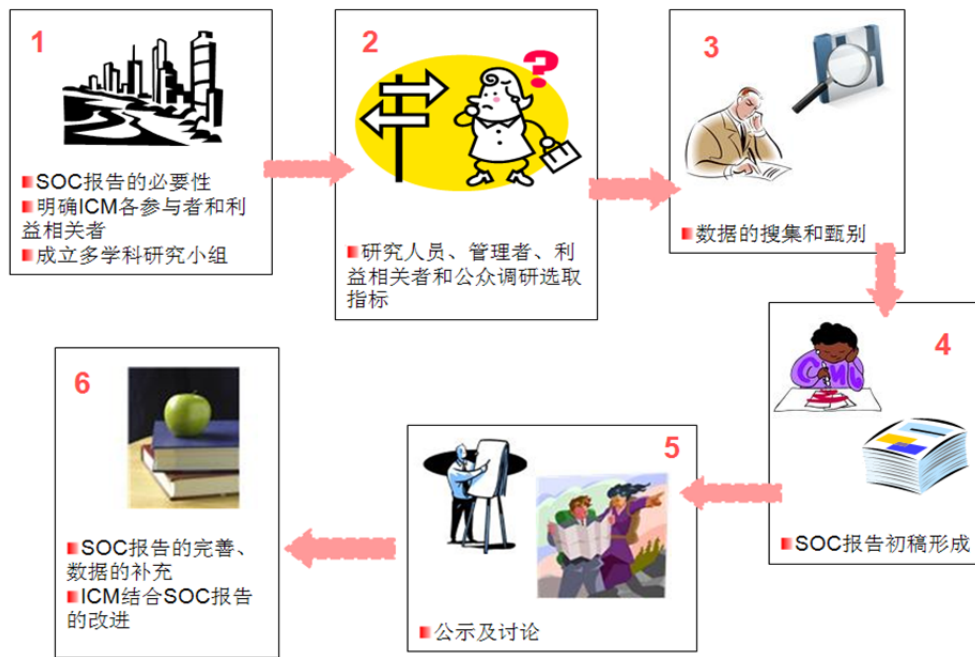 1
SOC报告的必要性
明确ICM各参与者和利
益相关者
成立多学科研究小组
2
?
研究人员、管理者、利
益相关者和公众调研选取
指标
3
数据的搜集和甄别
4
SOC报告初稿形成
5
公示及讨论
6
SOC报告的完善、
数据的补充
ICM结合SOC报告
的改进